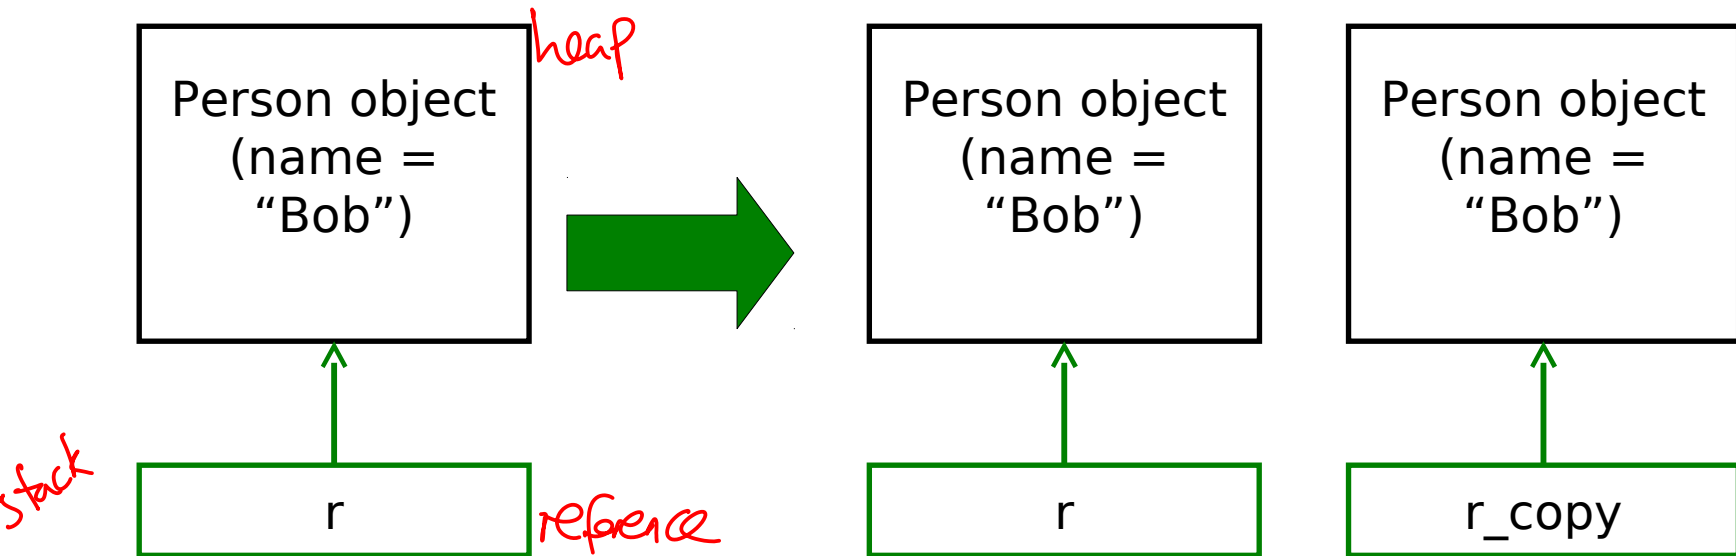 heap
Person object
(name =
“Bob”)
Person object
(name =
“Bob”)
Person object
(name =
“Bob”)
stack
r
reference
r
r_copy